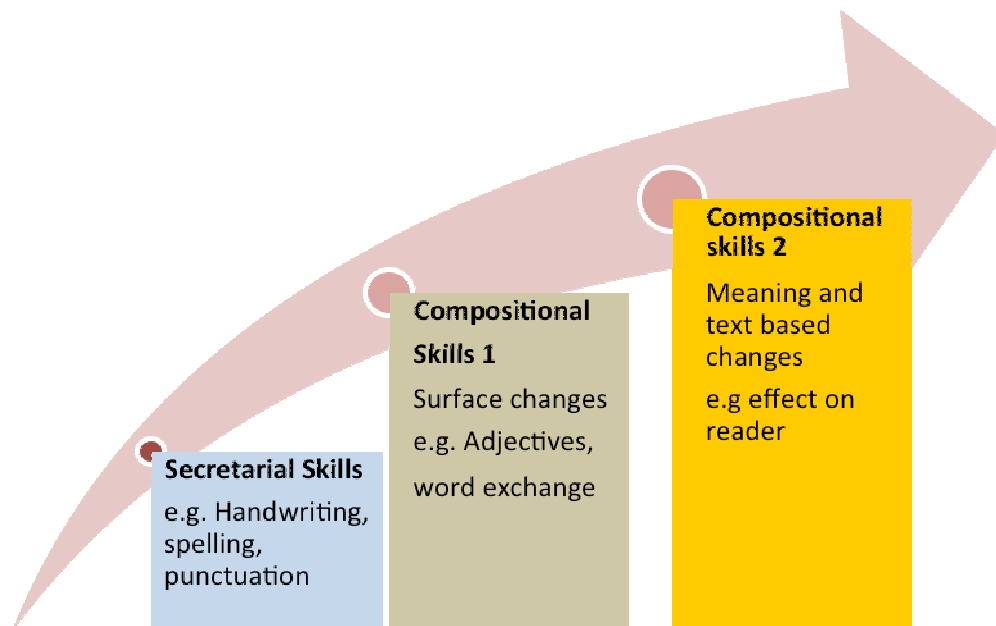 Secretarial Skills
e.g. Handwriting,
spelling,
punctuation
Compositional
Skills 1
Surface changes
e.g. Adjectives,
word exchange
Compositional
skills 2
Meaning and
text based
changes
e.g effect on
reader